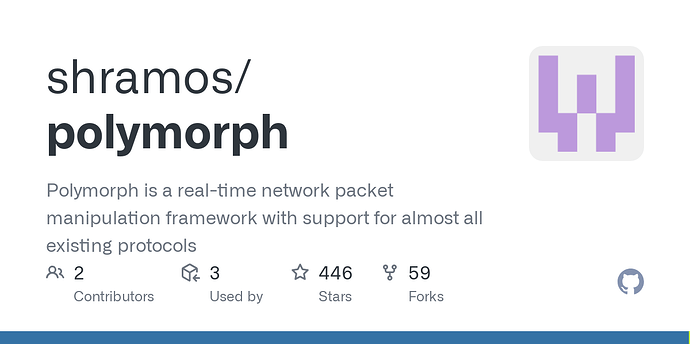 shramos/
polymorph
Polymorph is a real-time network packet
manipulation framework with support for almost all
existing protocols
2 3 446 59
Contributors Used by Stars Forks